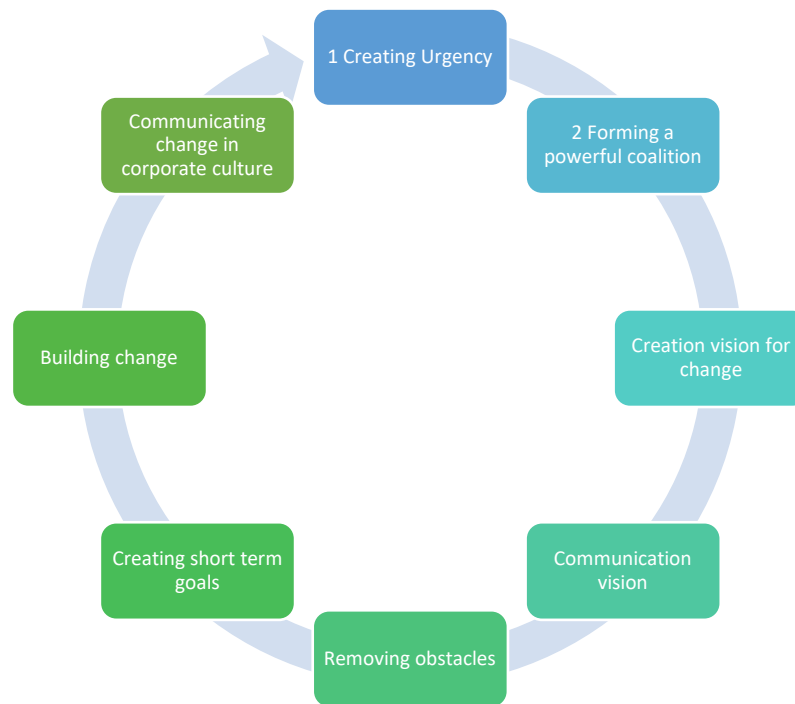 1 Creating Urgency
2 Forming a
powerful coalition
Creation vision for
change
Communication
vision
Removing obstacles
Creating short term
goals
Building change
Communicating
change in
corporate culture